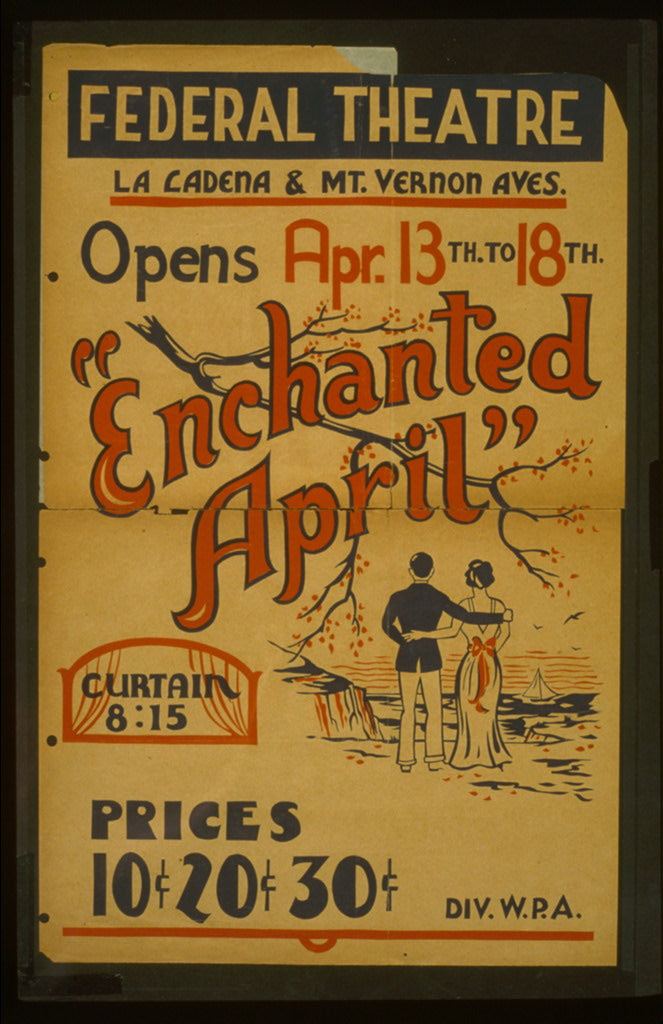 FEDERAL THEATRE
LA CADENA & MT. VERNON AVES.
Opens Apr. 13TH. TO 18TH.
"Enchanted
April"
CURTAIN
8:15
PRICES
10¢ 20¢ 30¢
DIV. W.P.A.